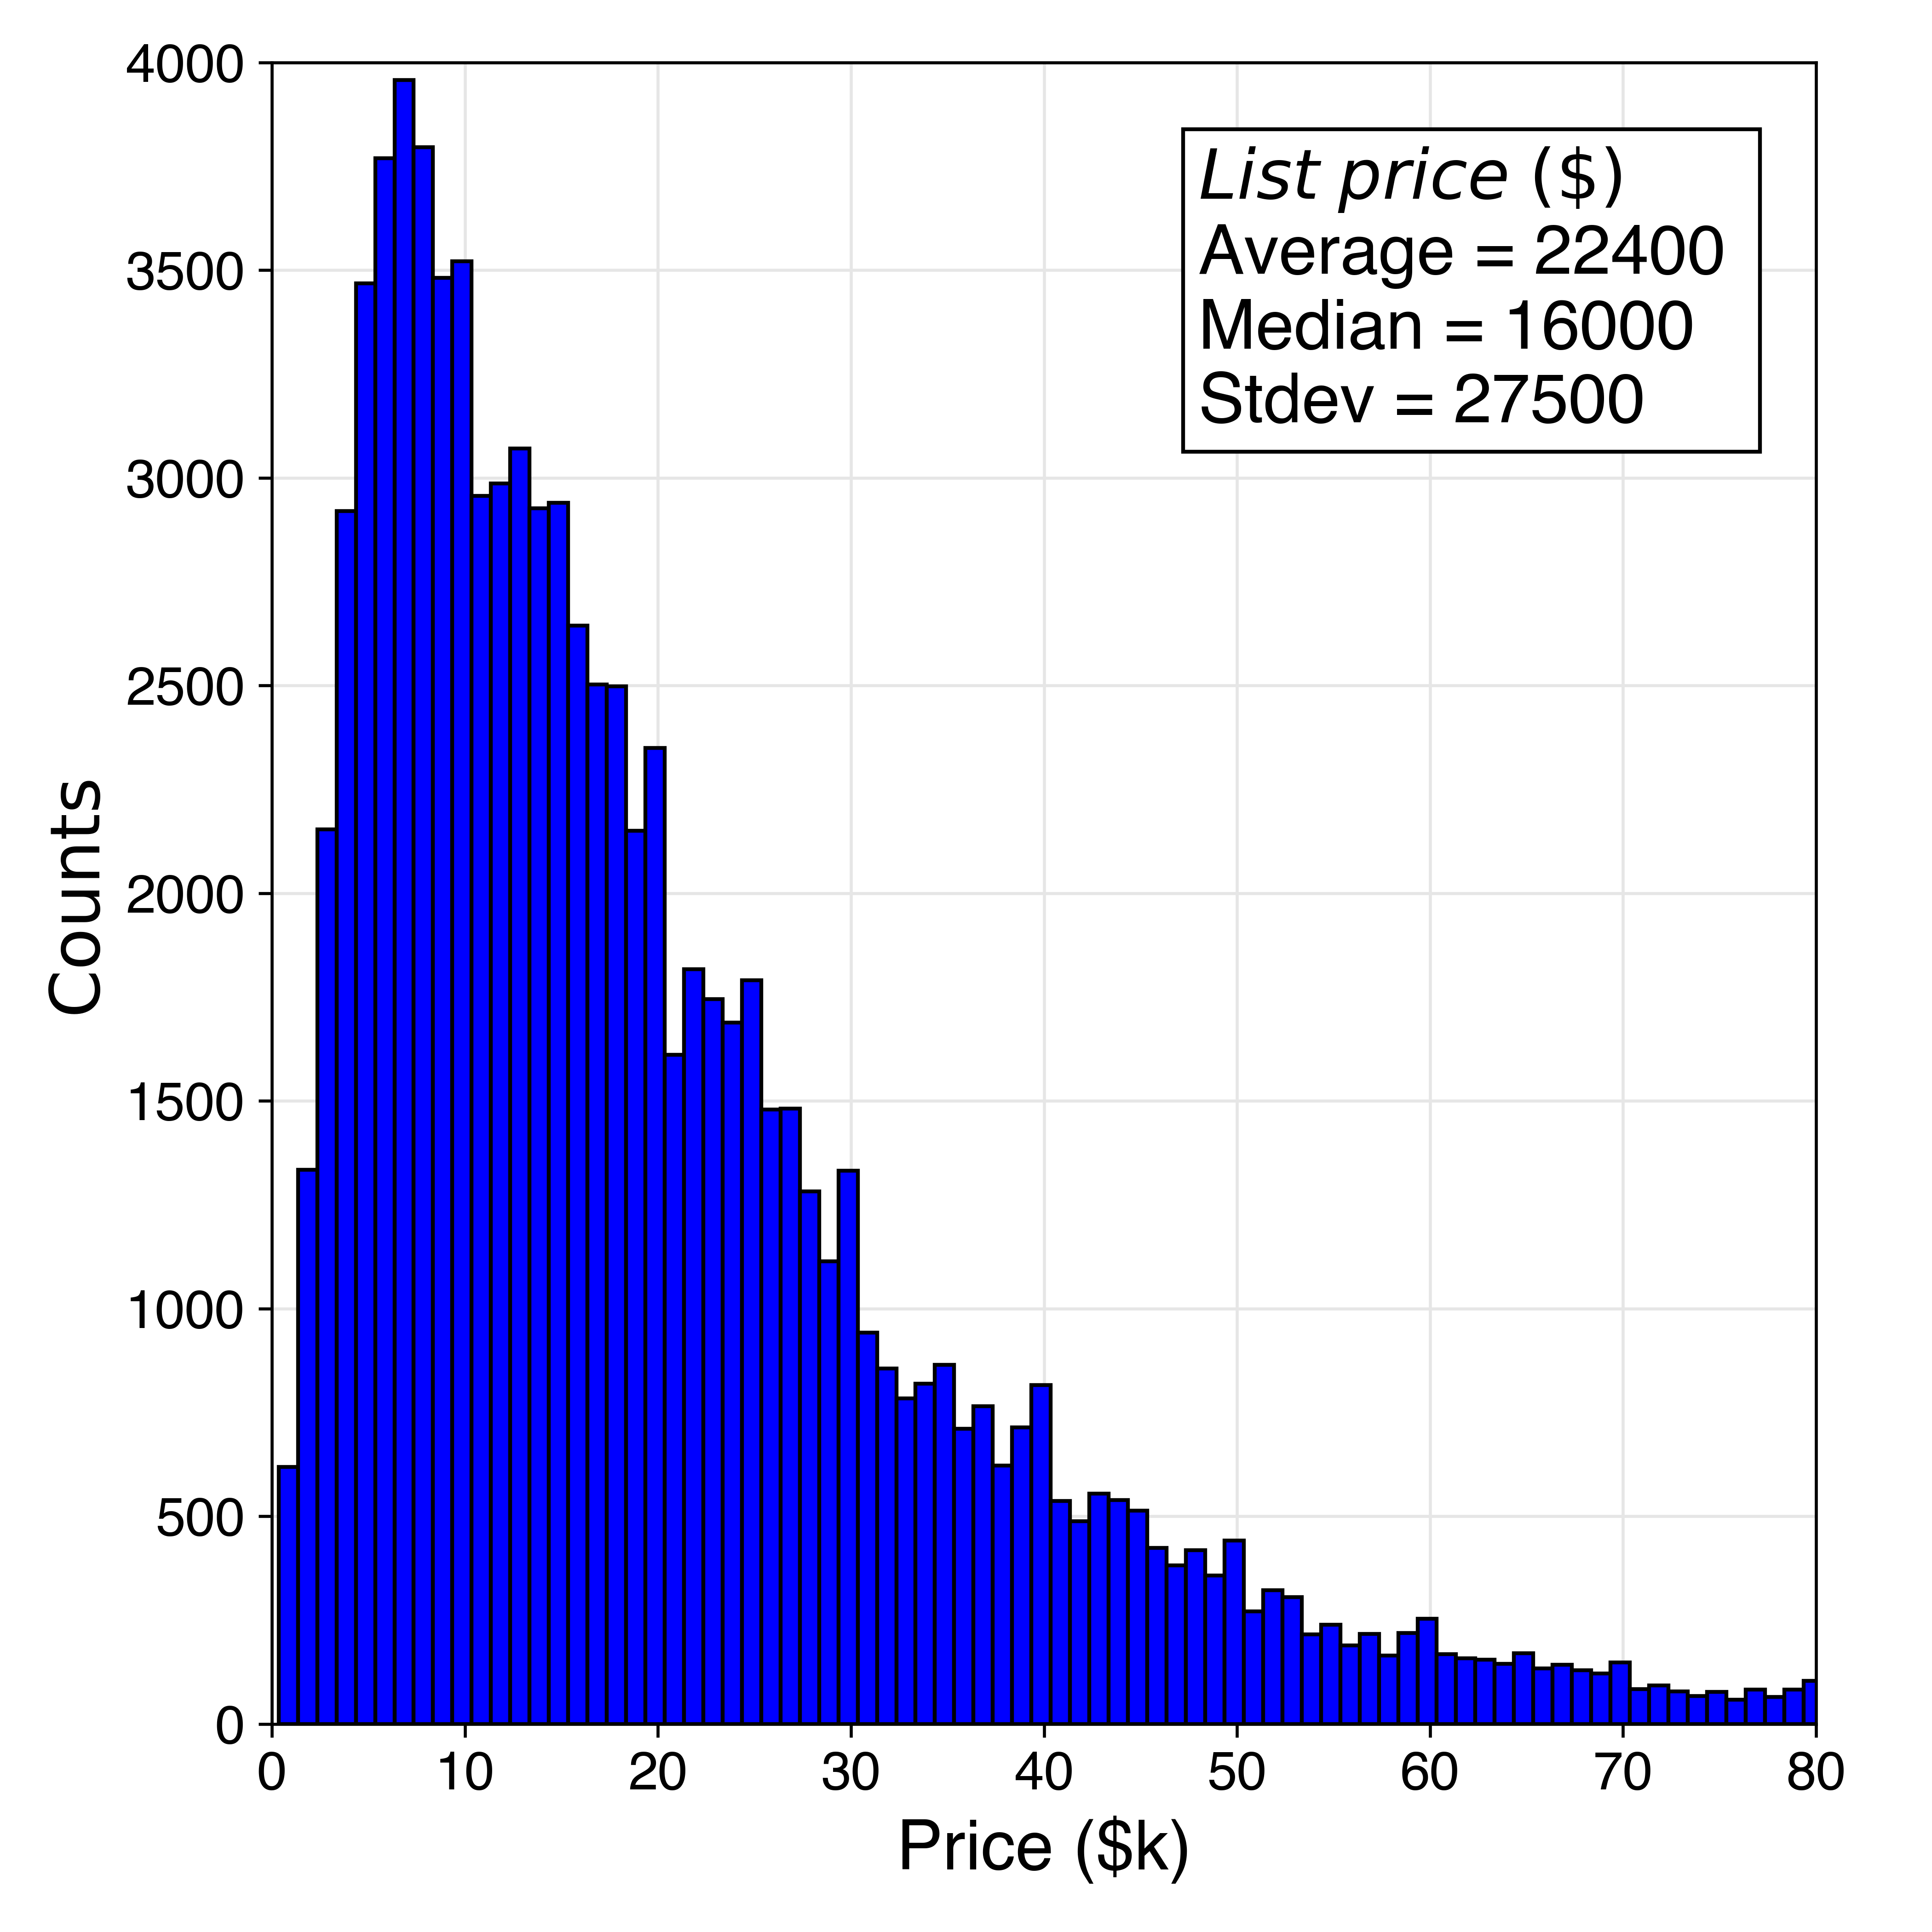 4000
3500
3000
2500
2000
1500
1000
500
0
Counts
List price ($)
Average = 22400
Median = 16000
Stdev = 27500
0 10 20 30 40 50 60 70 80
Price ($k)